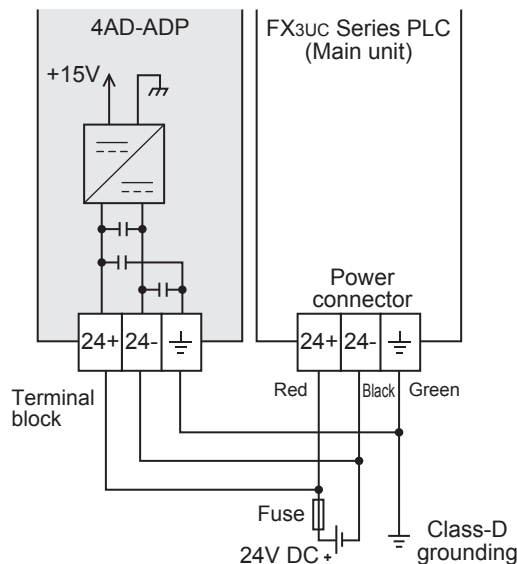 4AD-ADP
FX3UC Series PLC
(Main unit)
+15V
Power
connector
24+ 24-
24+ 24-
Terminal
block
Red Black Green
Fuse
24V DC +
Class-D
grounding